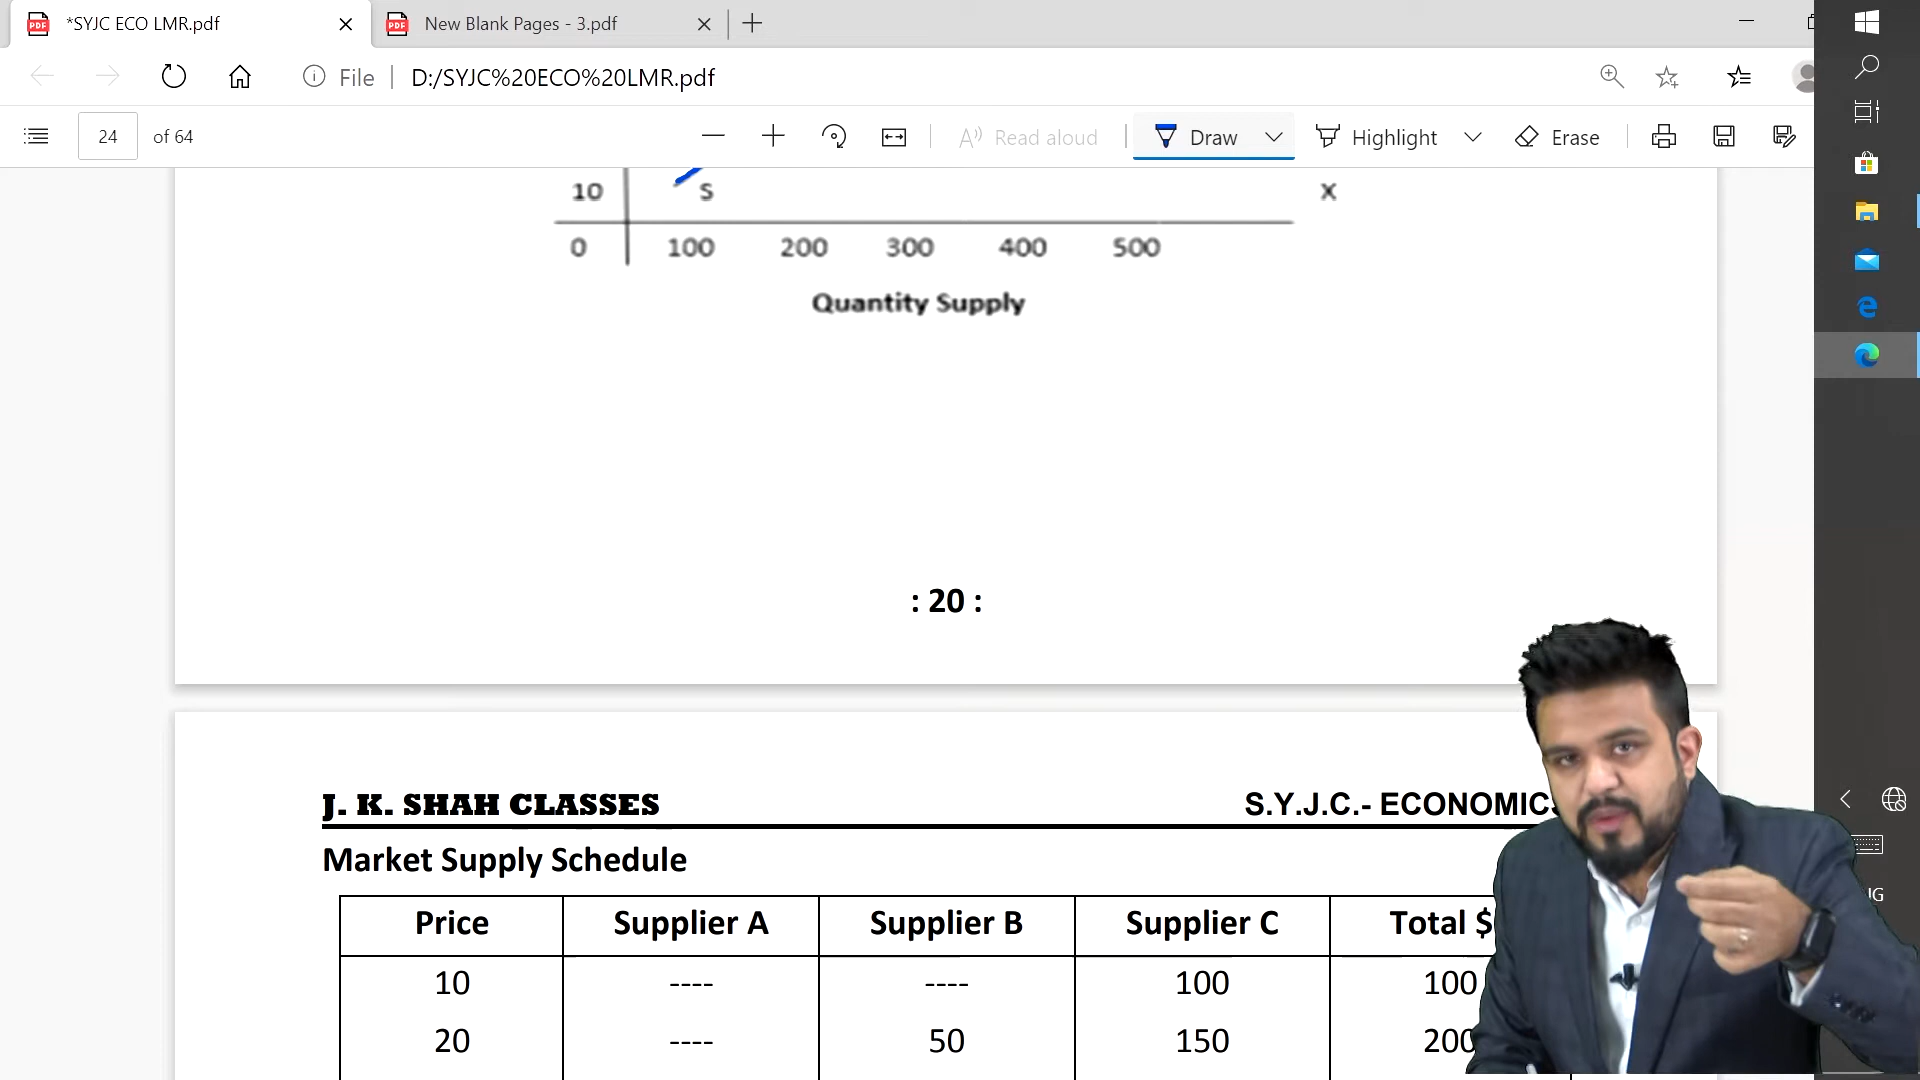 *SYJC ECO LMR.pdf
New Blank Pages - 3.pdf
File
D:/SYJC%20ECO%20LMR.pdf
24 of 64
Read aloud
Draw
Highlight
Erase
10 S X
0 100 200 300 400 500
Quantity Supply
: 20 :
J. K. SHAH CLASSES
S.Y.J.C.- ECONOMICS
Market Supply Schedule
Price Supplier A Supplier B Supplier C Total $
10 ---- ---- 100 100
20 ---- 50 150 200